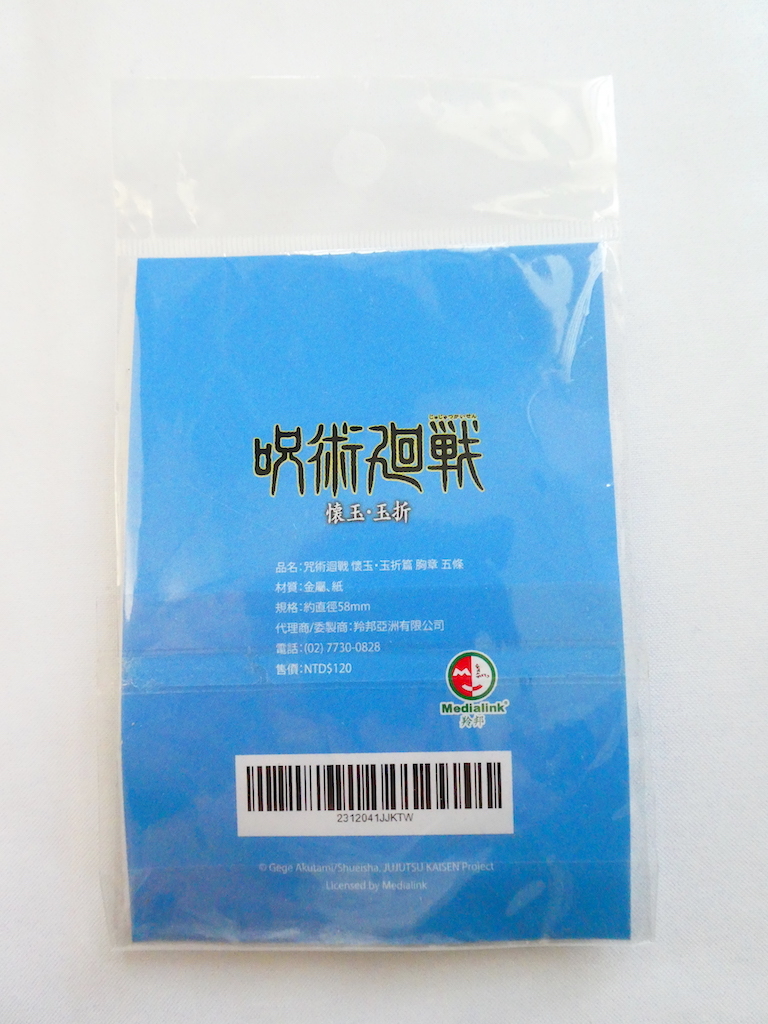 じゅじゅつかいせん
呪術廻戦
懐玉・玉折
品名：咒術迴戰 懷玉・玉折篇 胸章 五條
材質：金屬、紙
規格：約直徑58mm
代理商/委製商：羚邦亞洲有限公司
電話：(02) 7730-0828
售價：NTD$120
Medialink®
羚邦
2312041JJKTW
© Gege Akutami/Shueisha, JUJUTSU KAISEN Project
Licensed by Medialink